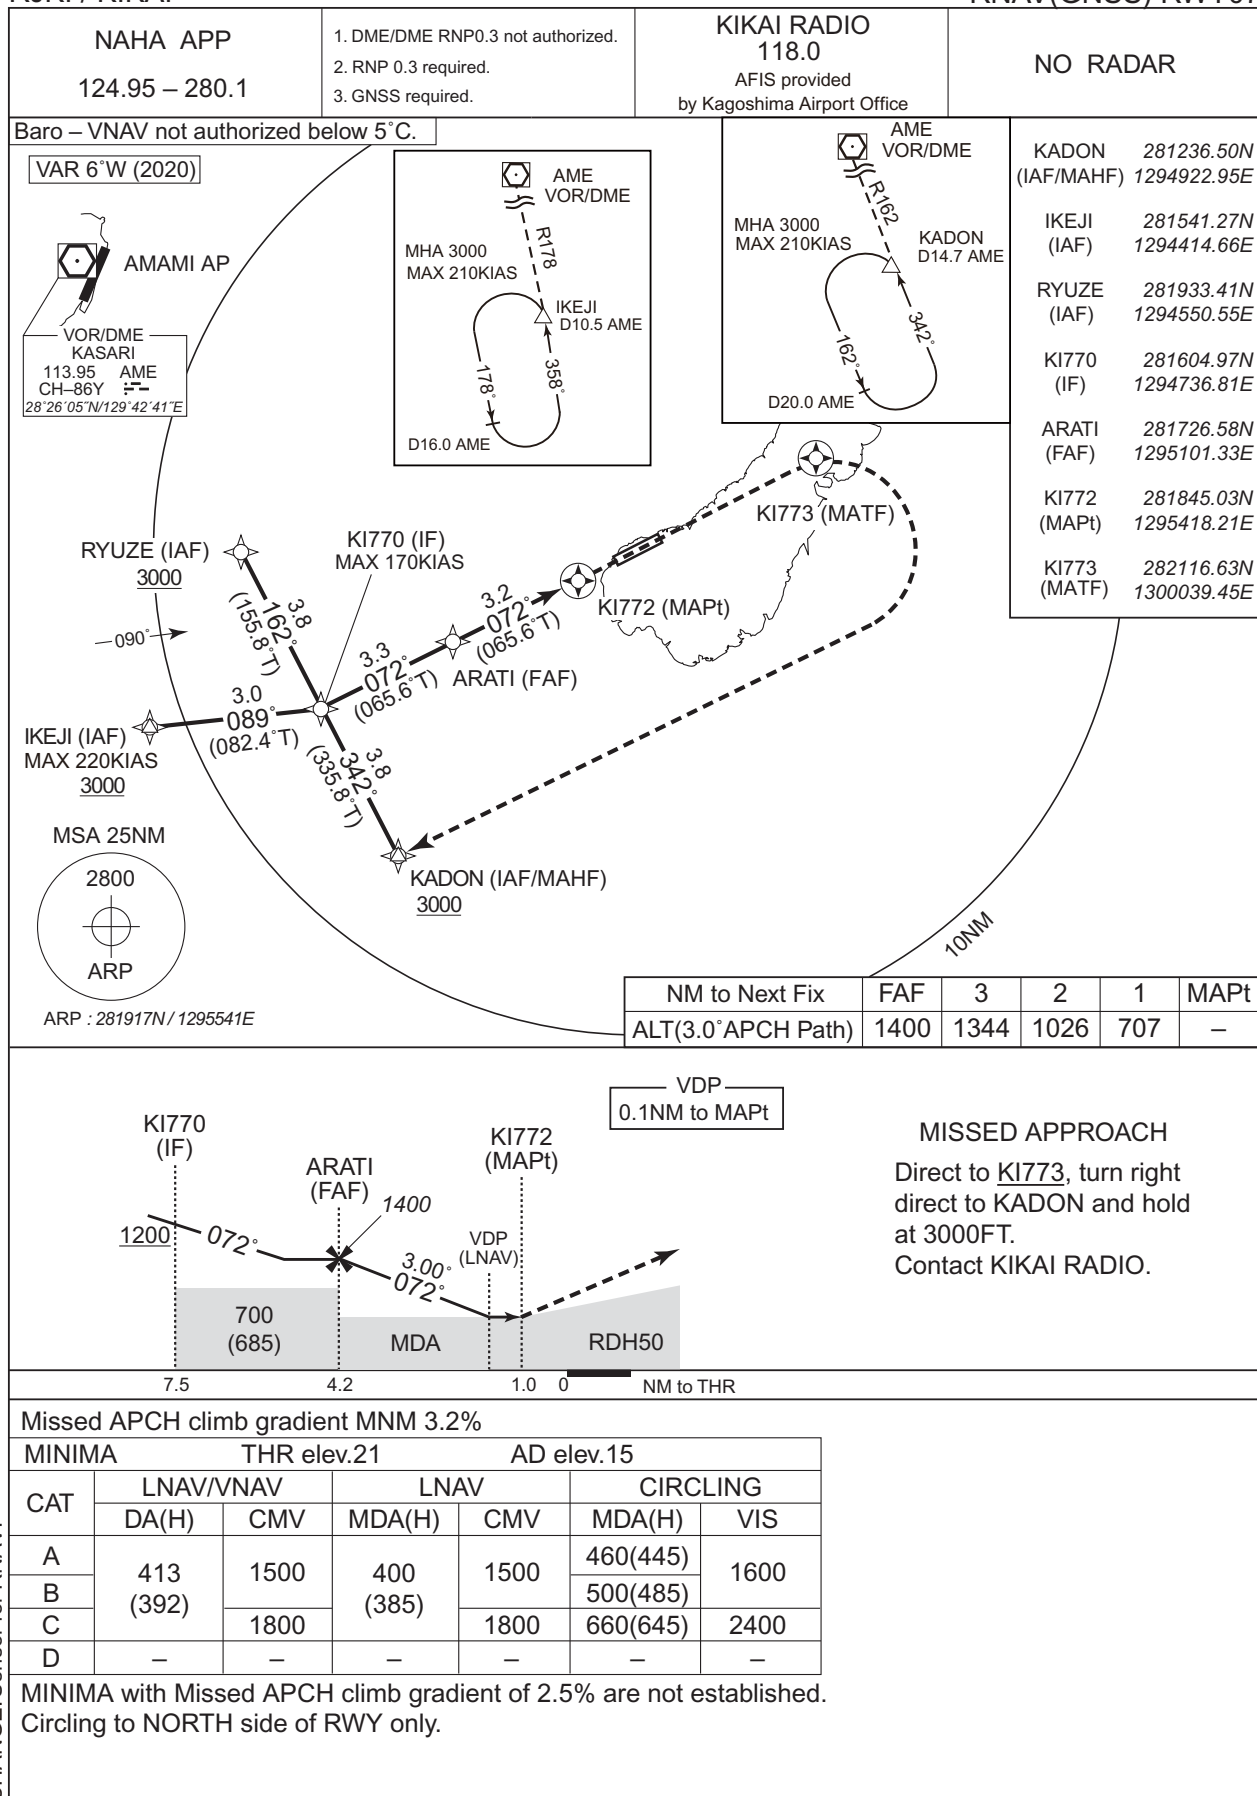 NAHA APP
124.95 – 280.1
1. DME/DME RNP0.3 not authorized.
2. RNP 0.3 required.
3. GNSS required.
KIKAI RADIO
118.0
AFIS provided
by Kagoshima Airport Office
NO RADAR
Baro – VNAV not authorized below 5˚C.
VAR 6˚W (2020)
AMAMI AP
VOR/DME
KASARI
113.95 AME
CH–86Y
28˚26´05˝N/129˚42´41˝E
AME
VOR/DME
R178
MHA 3000
MAX 210KIAS
IKEJI
D10.5 AME
178˚
358˚
D16.0 AME
AME
VOR/DME
R162
MHA 3000
MAX 210KIAS
KADON
D14.7 AME
342˚
162˚
D20.0 AME
KADON 281236.50N
(IAF/MAHF) 1294922.95E
IKEJI 281541.27N
(IAF) 1294414.66E
RYUZE 281933.41N
(IAF) 1294550.55E
KI770 281604.97N
(IF) 1294736.81E
ARATI 281726.58N
(FAF) 1295101.33E
KI772 281845.03N
(MAPt) 1295418.21E
KI773 282116.63N
(MATF) 1300039.45E
KI773 (MATF)
RYUZE (IAF)
3000
KI770 (IF)
MAX 170KIAS
KI772 (MAPt)
3.8
162˚
(155.8˚T)
090˚
3.2
072˚
(065.6˚T)
3.3
072˚
(065.6˚T)
ARATI (FAF)
3.0
089˚
(082.4˚T)
IKEJI (IAF)
MAX 220KIAS
3000
3.8
342˚
(335.8˚T)
KADON (IAF/MAHF)
3000
MSA 25NM
2800
ARP
ARP : 281917N / 1295541E
10NM
NM to Next Fix FAF 3 2 1 MAPt
ALT(3.0˚APCH Path) 1400 1344 1026 707 –
VDP
0.1NM to MAPt
KI770
(IF)
ARATI
(FAF)
KI772
(MAPt)
1400
1200
072˚
VDP
(LNAV)
3.00˚
072˚
700
(685)
MDA
RDH50
7.5 4.2 1.0 0 NM to THR
MISSED APPROACH
Direct to KI773, turn right
direct to KADON and hold
at 3000FT.
Contact KIKAI RADIO.
Missed APCH climb gradient MNM 3.2%
MINIMA THR elev.21 AD elev.15
CAT LNAV/VNAV LNAV CIRCLING
DA(H) CMV MDA(H) CMV MDA(H) VIS
A 413 (392) 1500 400 (385) 1500 460(445) 1600
B 500(485)
C 1800 1800 660(645) 2400
D – – – – – –
MINIMA with Missed APCH climb gradient of 2.5% are not established.
Circling to NORTH side of RWY only.